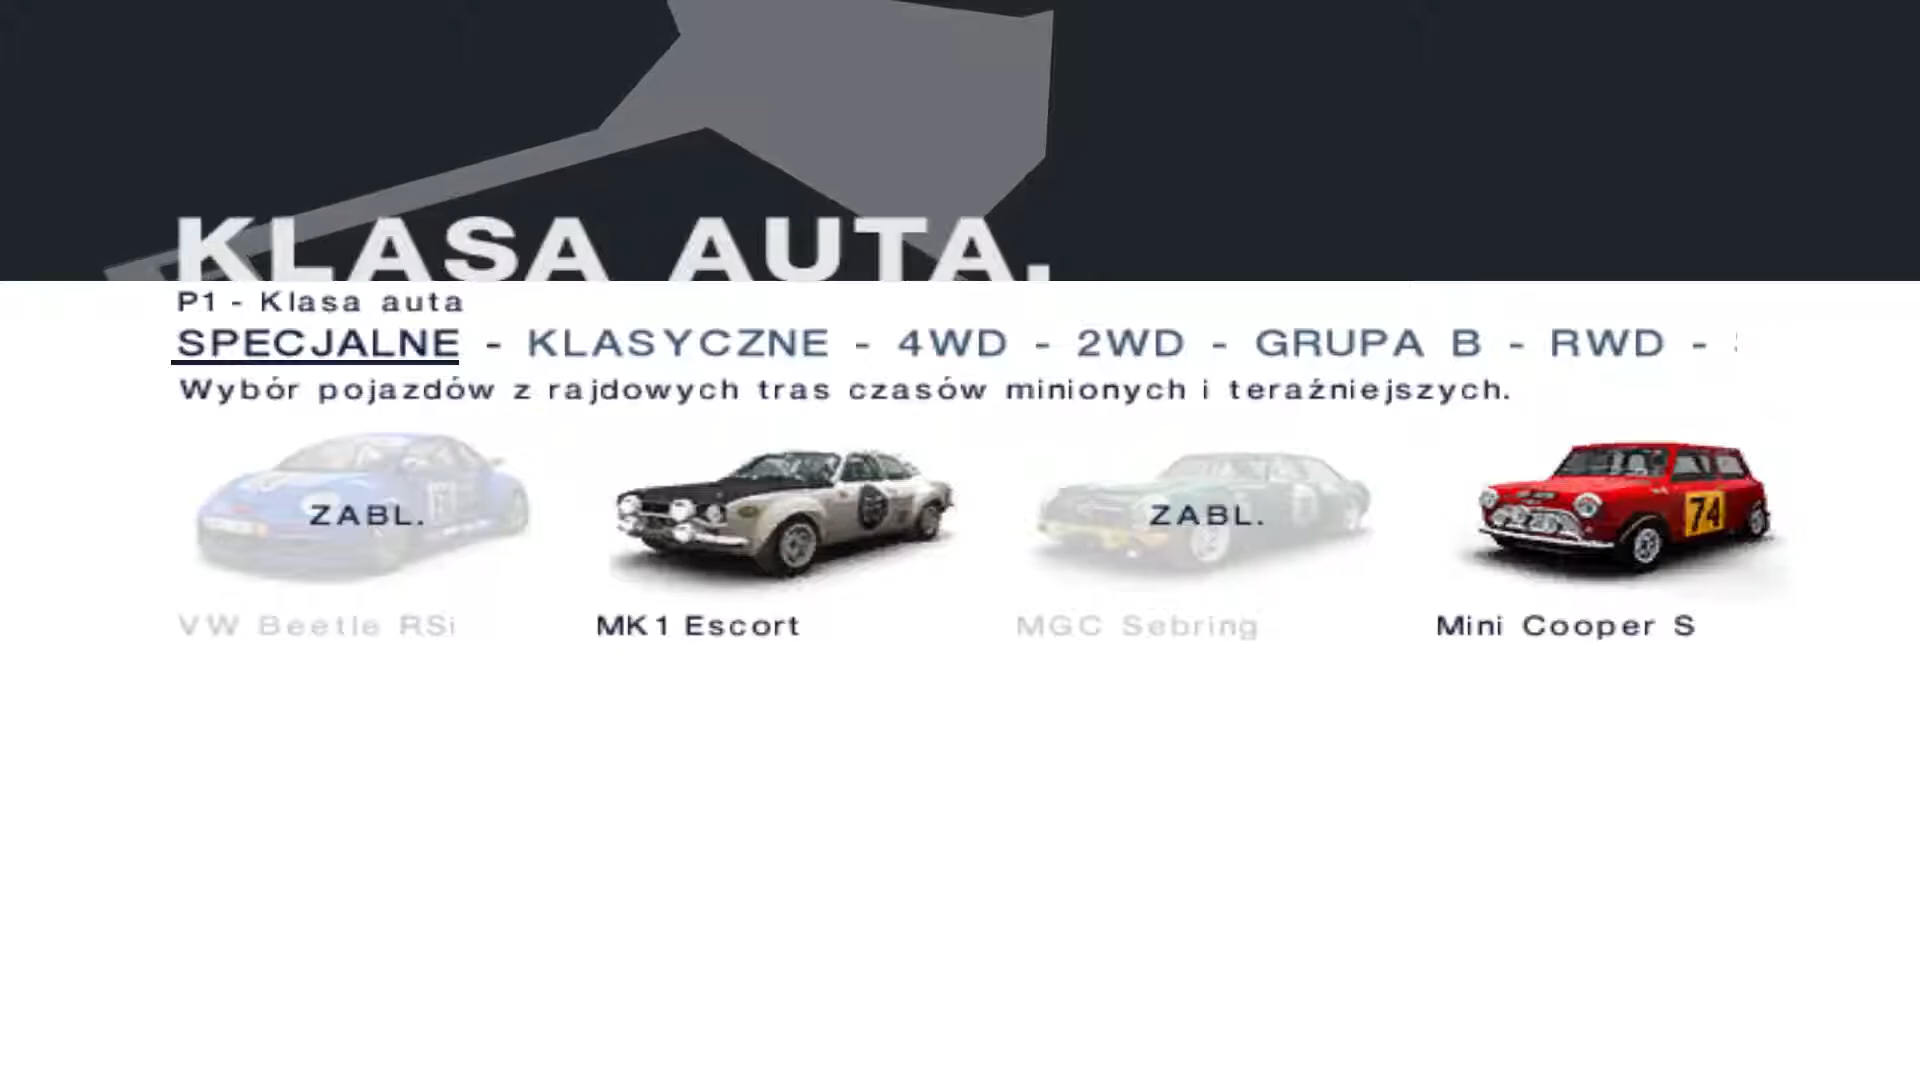 KLASA AUTA.
P1 - Klasa auta
SPECJALNE - KLASYCZNE - 4WD - 2WD - GRUPA B - RWD -
Wybór pojazdów z rajdowych tras czasów minionych i teraźniejszych.
ZABL. ZABL. 74
VW Beetle RSi MK1 Escort MGC Sebring Mini Cooper S